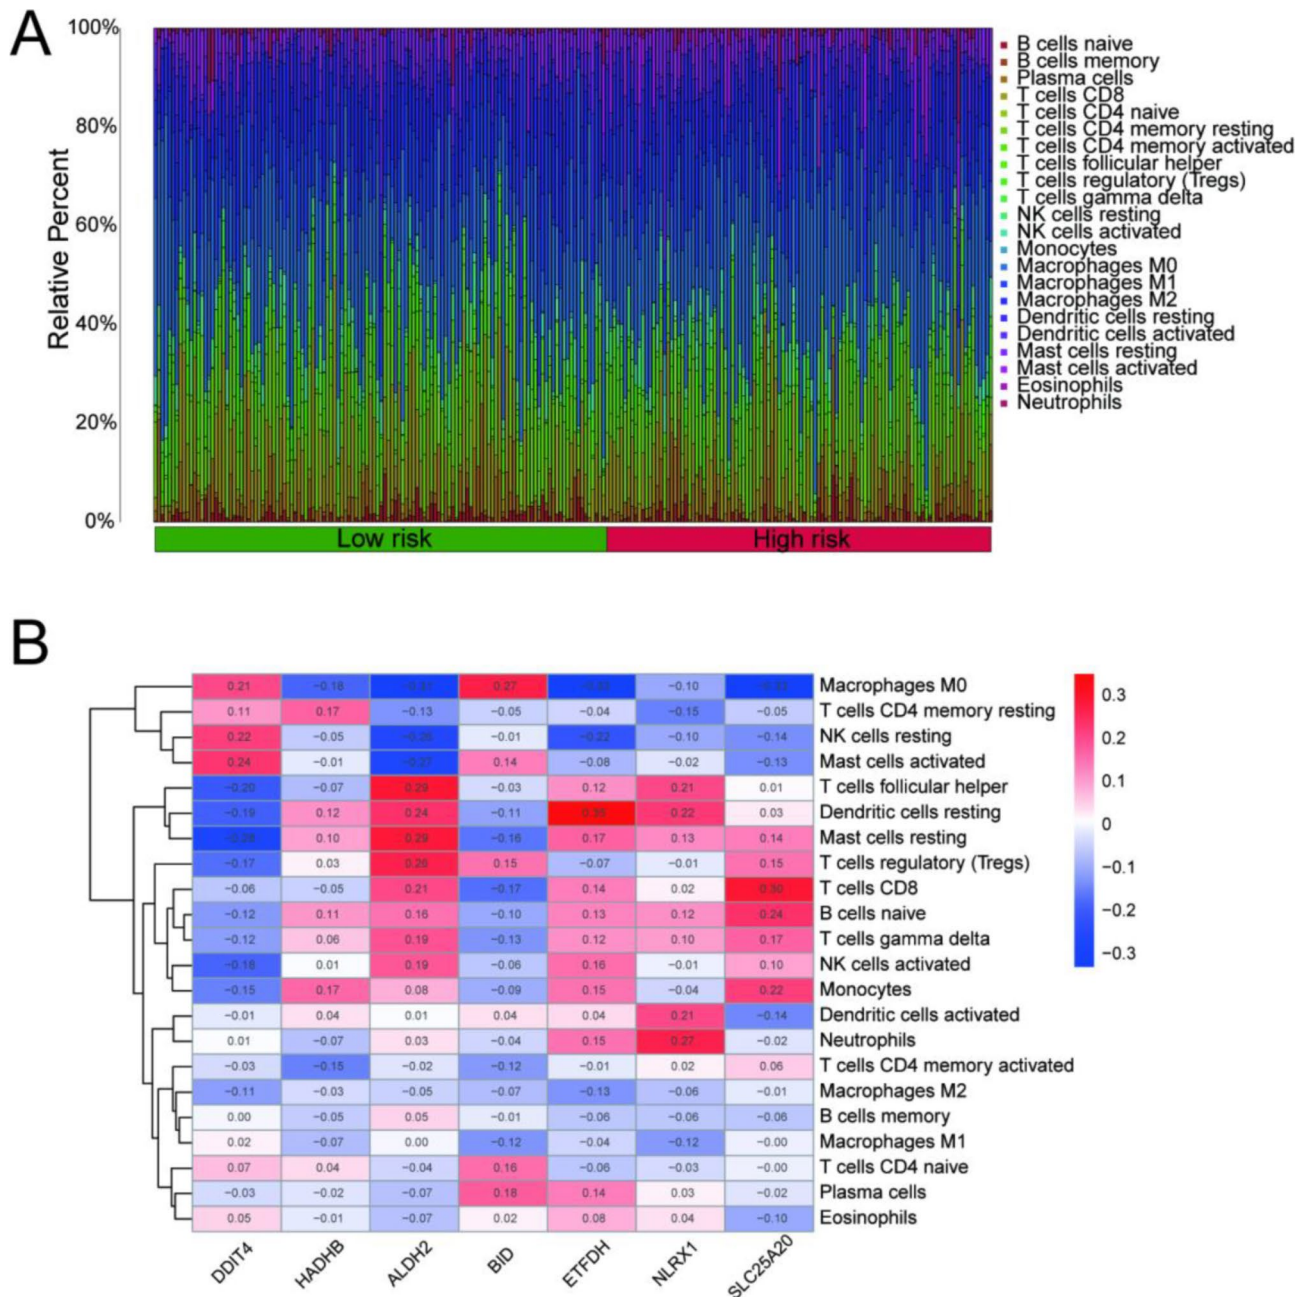 A
100%
80%
60%
40%
20%
0%
Relative Percent
Low risk
High risk
B cells naive
B cells memory
Plasma cells
T cells CD8
T cells CD4 naive
T cells CD4 memory resting
T cells CD4 memory activated
T cells follicular helper
T cells regulatory (Tregs)
T cells gamma delta
NK cells resting
NK cells activated
Monocytes
Macrophages M0
Macrophages M1
Macrophages M2
Dendritic cells resting
Dendritic cells activated
Mast cells resting
Mast cells activated
Eosinophils
Neutrophils
B
0.21 −0.18 0.27 −0.10 Macrophages M0
0.11 0.17 −0.13 −0.05 −0.04 −0.15 −0.05 T cells CD4 memory resting
0.22 −0.05 −0.01 −0.22 −0.10 −0.14 NK cells resting
0.24 −0.01 −0.27 0.14 −0.08 −0.02 −0.13 Mast cells activated
−0.20 −0.07 0.29 −0.03 0.12 0.21 0.01 T cells follicular helper
−0.19 0.12 0.24 −0.11 0.22 0.03 Dendritic cells resting
0.10 0.29 −0.16 0.17 0.13 0.14 Mast cells resting
−0.17 0.03 0.15 −0.07 −0.01 0.15 T cells regulatory (Tregs)
−0.06 −0.05 0.21 −0.17 0.14 0.02 0.30 T cells CD8
−0.12 0.11 0.16 −0.10 0.13 0.12 0.24 B cells naive
−0.12 0.06 0.19 −0.13 0.12 0.10 0.17 T cells gamma delta
−0.18 0.01 0.19 −0.06 0.16 −0.01 0.10 NK cells activated
−0.15 0.17 0.08 −0.09 0.15 −0.04 0.22 Monocytes
−0.01 0.04 0.01 0.04 0.04 0.21 −0.14 Dendritic cells activated
0.01 −0.07 0.03 −0.04 0.15 0.27 −0.02 Neutrophils
−0.03 −0.15 −0.02 −0.12 −0.01 0.02 0.06 T cells CD4 memory activated
−0.11 −0.03 −0.05 −0.07 −0.13 −0.06 −0.01 Macrophages M2
0.00 −0.05 0.05 −0.01 −0.06 −0.06 −0.06 B cells memory
0.02 −0.07 0.00 −0.12 −0.04 −0.12 −0.00 Macrophages M1
0.07 0.04 −0.04 0.16 −0.06 −0.03 −0.00 T cells CD4 naive
−0.03 −0.02 −0.07 0.18 0.14 0.03 −0.02 Plasma cells
0.05 −0.01 −0.07 0.02 0.08 0.04 −0.10 Eosinophils
DDIT4 HADHB ALDH2 BID ETFDH NLRX1 SLC25A20
0.3
0.2
0.1
0
−0.1
−0.2
−0.3